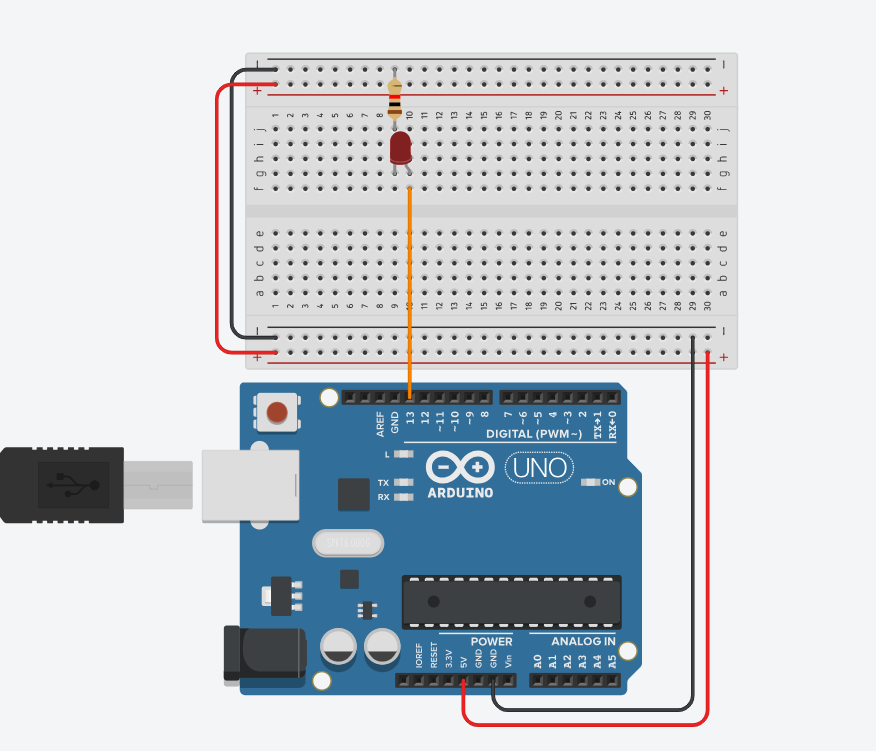 − −
+ +
1 2 3 4 5 6 7 8 9 10 11 12 13 14 15 16 17 18 19 20 21 22 23 24 25 26 27 28 29 30
j j
i i
h h
g g
f f
e e
d d
c c
b b
a a
1 2 3 4 5 6 7 8 9 10 11 12 13 14 15 16 17 18 19 20 21 22 23 24 25 26 27 28 29 30
− −
+ +
AREF GND 13 12 ~11 ~10 ~9 8 7 ~6 ~5 4 ~3 2 TX→1 RX←0
DIGITAL (PWM~)
L
TX
RX
UNO
ARDUINO
ON
POWER ANALOG IN
IOREF RESET 3.3V 5V GND GND Vin A0 A1 A2 A3 A4 A5